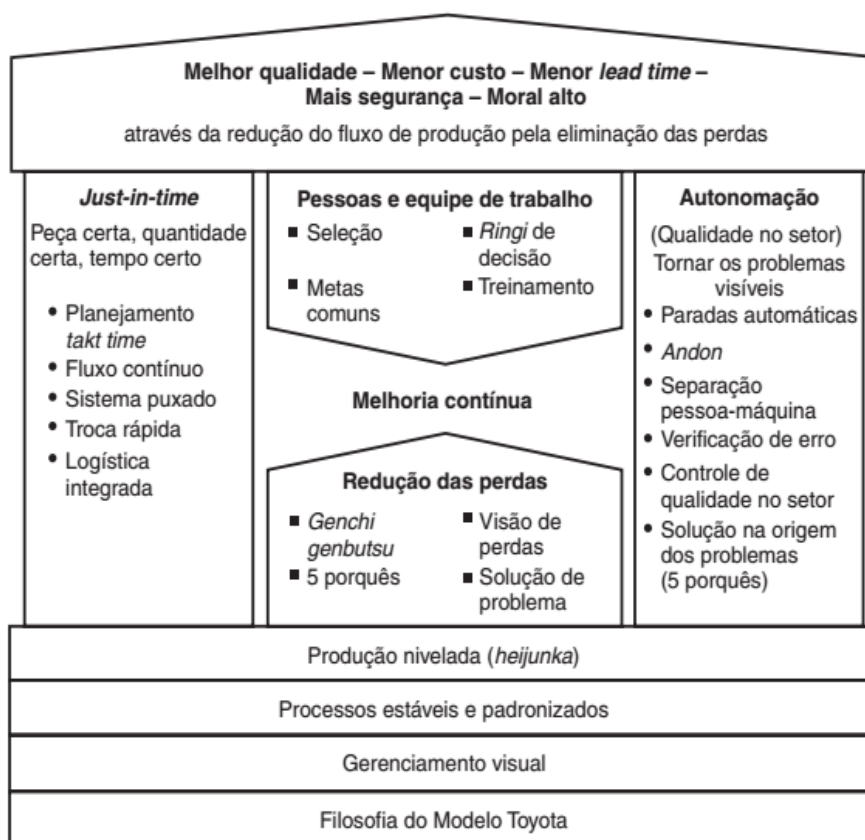 Melhor qualidade – Menor custo – Menor lead time –
Mais segurança – Moral alto
através da redução do fluxo de produção pela eliminação das perdas
Just-in-time
Peça certa, quantidade
certa, tempo certo
• Planejamento
takt time
• Fluxo contínuo
• Sistema puxado
• Troca rápida
• Logística
integrada
Pessoas e equipe de trabalho
▪ Seleção
▪ Metas
comuns
▪ Ringi de
decisão
▪ Treinamento
Melhoria contínua
Redução das perdas
▪ Genchi
genbutsu
▪ 5 porquês
▪ Visão de
perdas
▪ Solução de
problema
Autonomação
(Qualidade no setor)
Tornar os problemas
visíveis
• Paradas automáticas
• Andon
• Separação
pessoa-máquina
• Verificação de erro
• Controle de
qualidade no setor
• Solução na origem
dos problemas
(5 porquês)
Produção nivelada (heijunka)
Processos estáveis e padronizados
Gerenciamento visual
Filosofia do Modelo Toyota